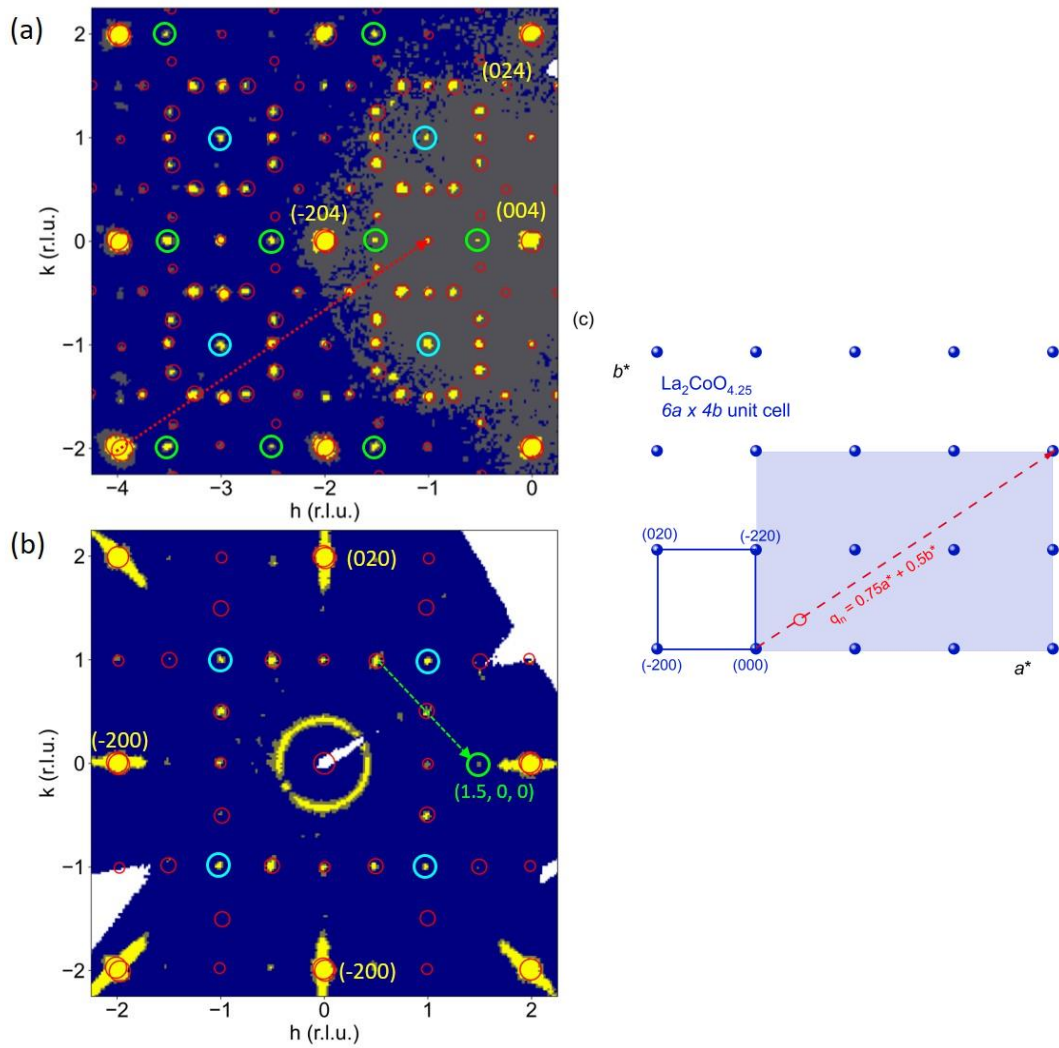 (a)
2
1
0
−1
−2
k (r.l.u.)
(024)
(-204)
(004)
−4
−3
−2
−1
0
h (r.l.u.)
(b)
2
1
0
−1
−2
k (r.l.u.)
(020)
(-200)
(1.5, 0, 0)
(-200)
−2
−1
0
1
2
h (r.l.u.)
(c)
b*
La₂CoO₄.₂₅
6a x 4b unit cell
(020)
(-220)
qₙ = 0.75a* + 0.5b*
(-200)
(000)
a*